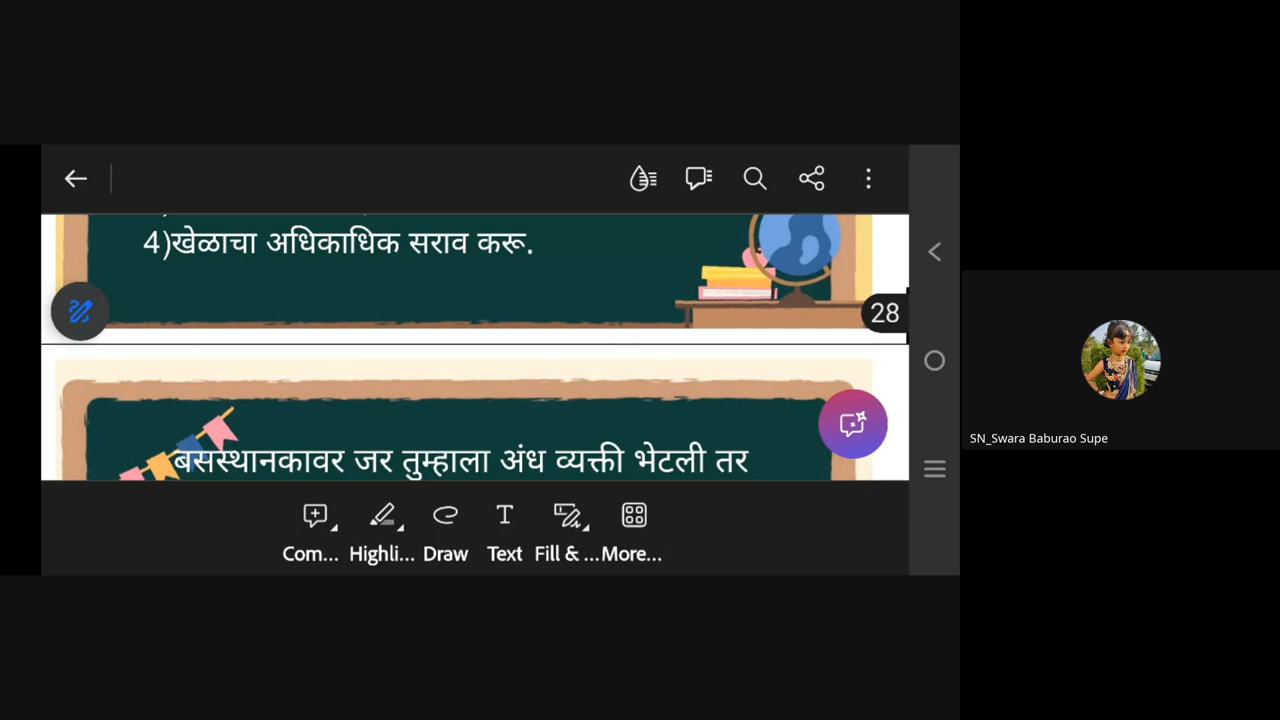 4)खेळाचा अधिकाधिक सराव करू.
28
बसस्थानकावर जर तुम्हाला अंध व्यक्ती भेटली तर
Com... Highli... Draw Text Fill & ... More...
SN_Swara Baburao Supe